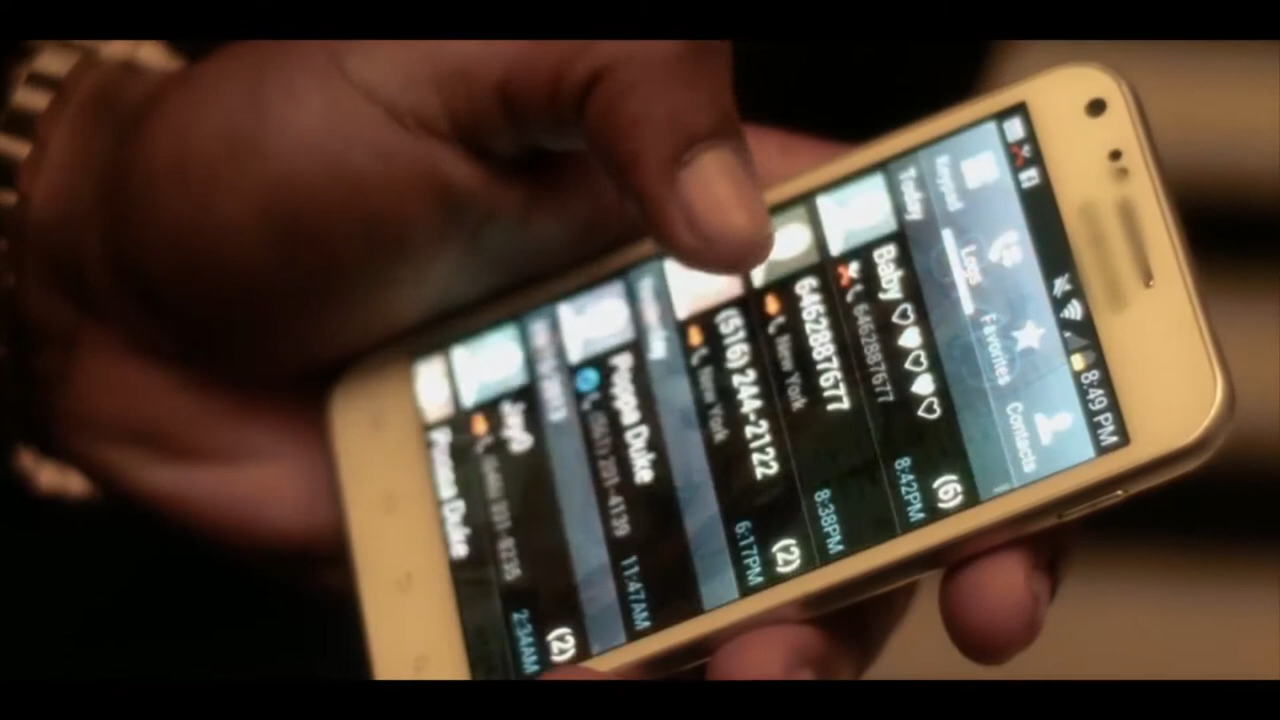 8:49 PM
Keypad Logs Favorites Contacts
Today
Baby ♡♥♡♥♡ (6)
6462887677 8:42PM
6462887677
New York 8:38PM
(516) 244-2122 (2)
New York 6:17PM
Poppa Duke
11:47AM
Jay0 (2)
2:34AM
Poppa Duke